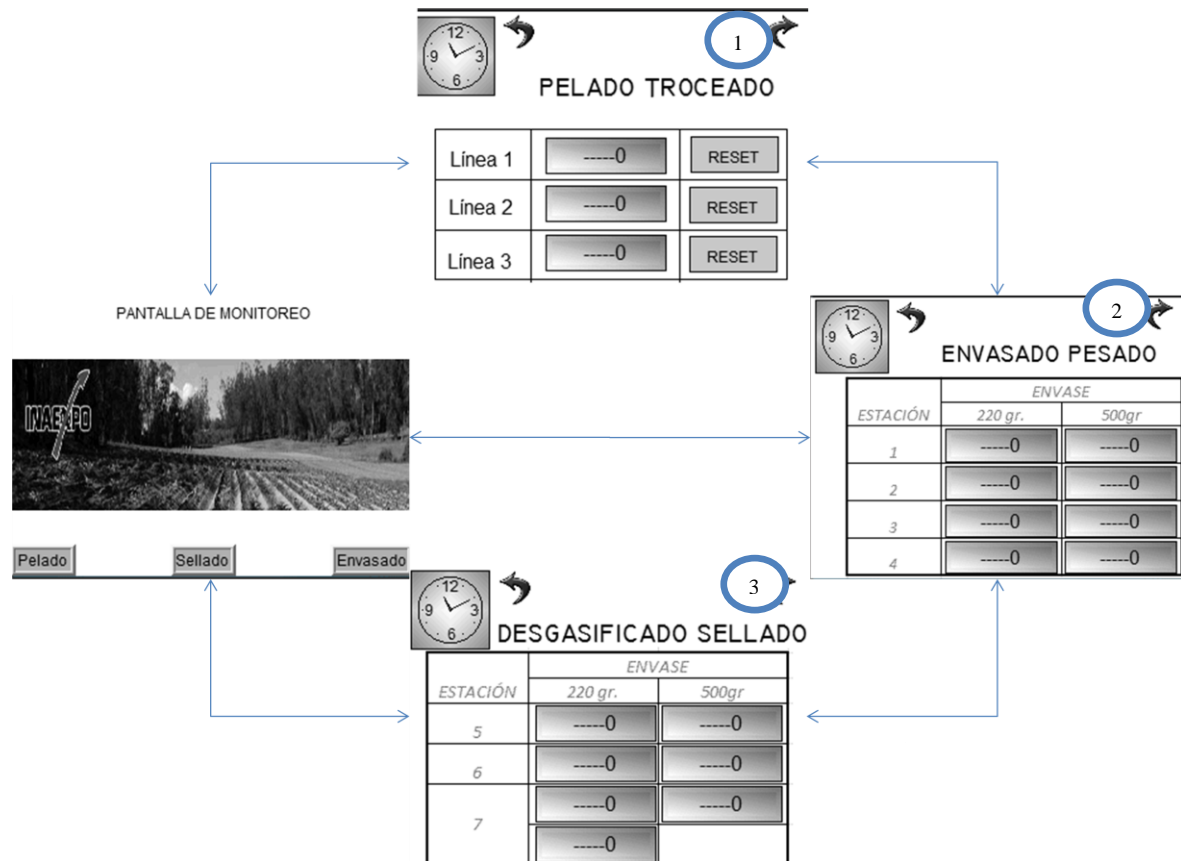 12
9
3
6
1
PELADO TROCEADO
Línea 1 -----0 RESET
Línea 2 -----0 RESET
Línea 3 -----0 RESET
PANTALLA DE MONITOREO
INAEXPO
Pelado Sellado Envasado
12
9
3
6
2
ENVASADO PESADO
ENVASE
ESTACIÓN 220 gr. 500gr
1 -----0 -----0
2 -----0 -----0
3 -----0 -----0
4 -----0 -----0
12
9
3
6
3
DESGASIFICADO SELLADO
ENVASE
ESTACIÓN 220 gr. 500gr
5 -----0 -----0
6 -----0 -----0
7 -----0 -----0
-----0